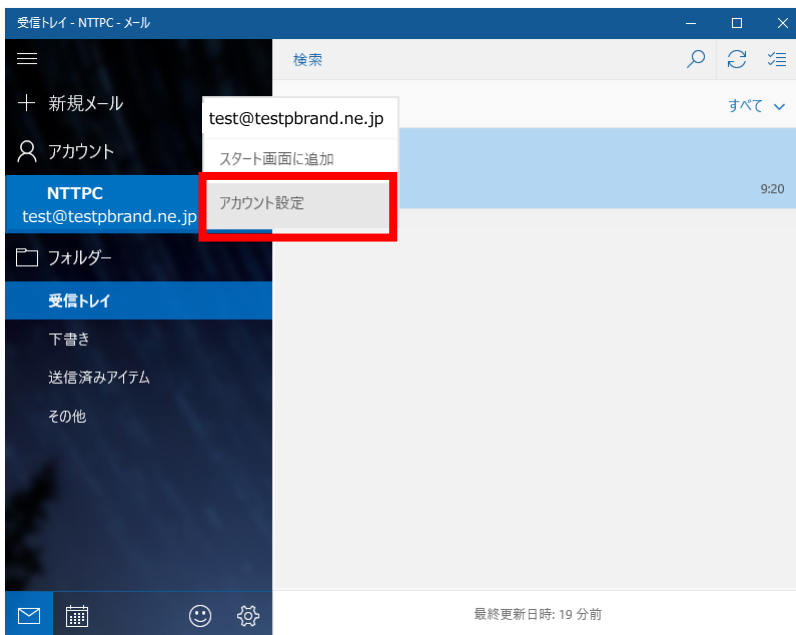 受信トレイ - NTTPC - メール
検索
新規メール
test@testpbrand.ne.jp
すべて
アカウント
スタート画面に追加
NTTPC
アカウント設定
9:20
test@testpbrand.ne.jp
フォルダー
受信トレイ
下書き
送信済みアイテム
その他
最終更新日時: 19 分前